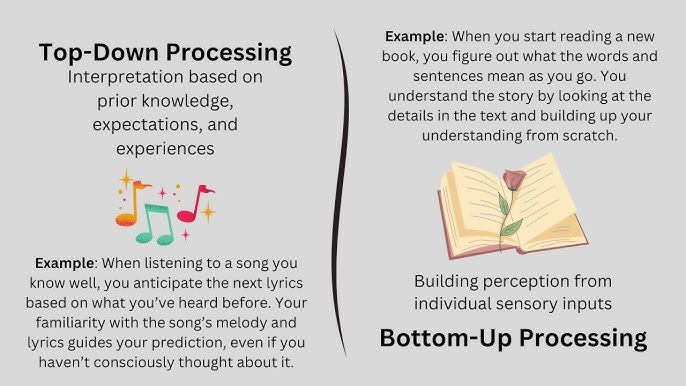 Top-Down Processing
Interpretation based on
prior knowledge,
expectations, and
experiences
Example: When listening to a song you
know well, you anticipate the next lyrics
based on what you’ve heard before. Your
familiarity with the song’s melody and
lyrics guides your prediction, even if you
haven’t consciously thought about it.
Example: When you start reading a new
book, you figure out what the words and
sentences mean as you go. You
understand the story by looking at the
details in the text and building up your
understanding from scratch.
Building perception from
individual sensory inputs
Bottom-Up Processing